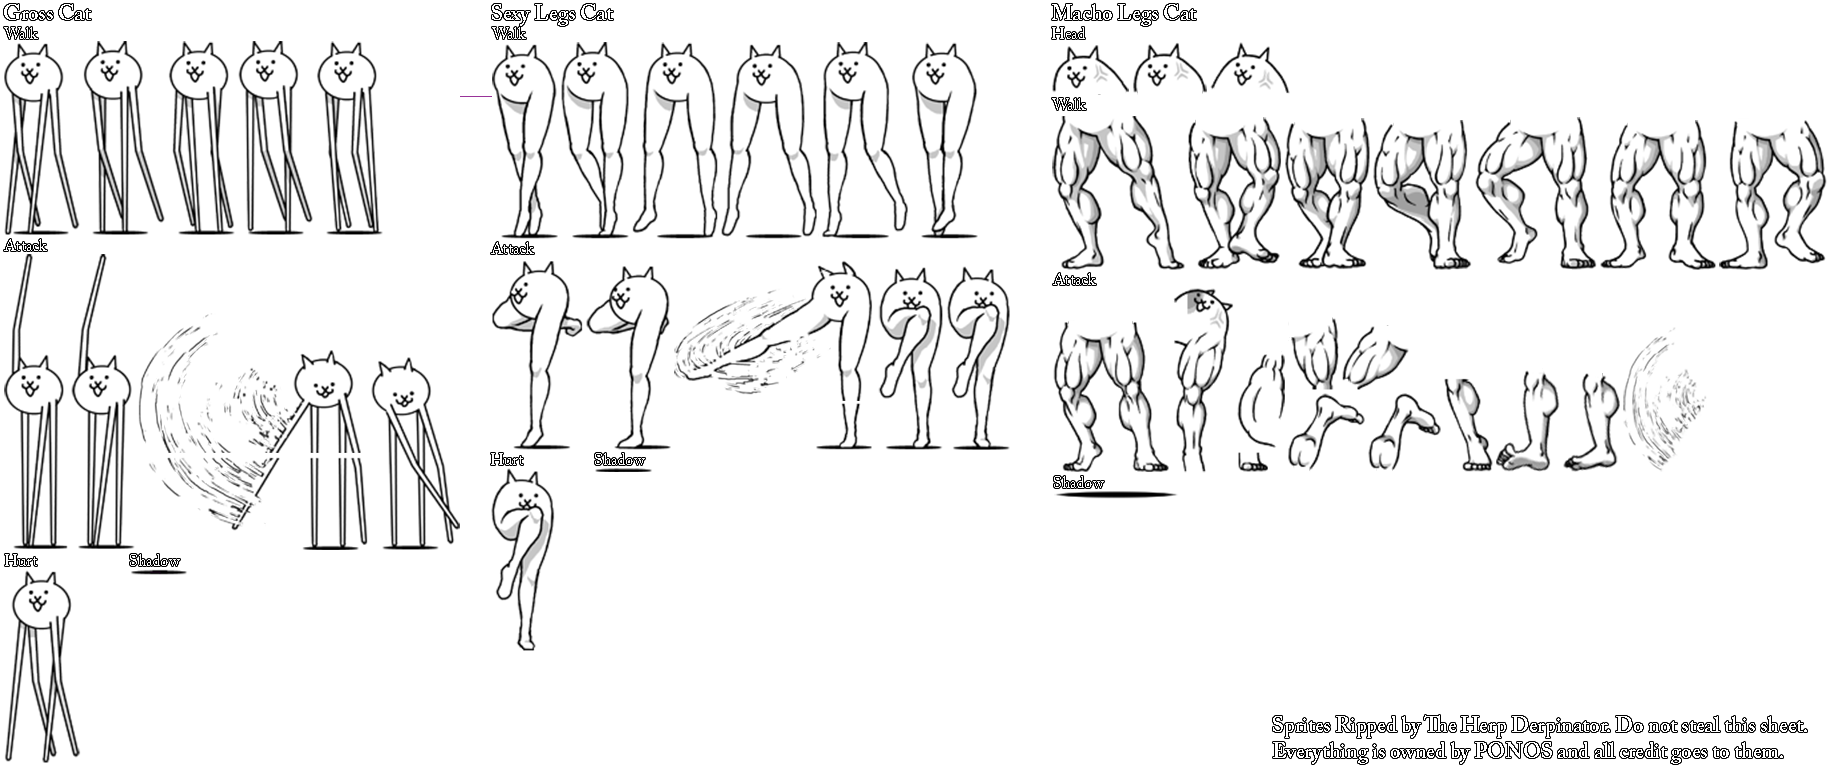 Gross Cat
Walk
Attack
Hurt
Shadow
Sexy Legs Cat
Walk
Attack
Hurt
Shadow
Macho Legs Cat
Head
Walk
Attack
Shadow
Sprites Ripped by The Herp Derpinator. Do not steal this sheet.
Everything is owned by PONOS and all credit goes to them.